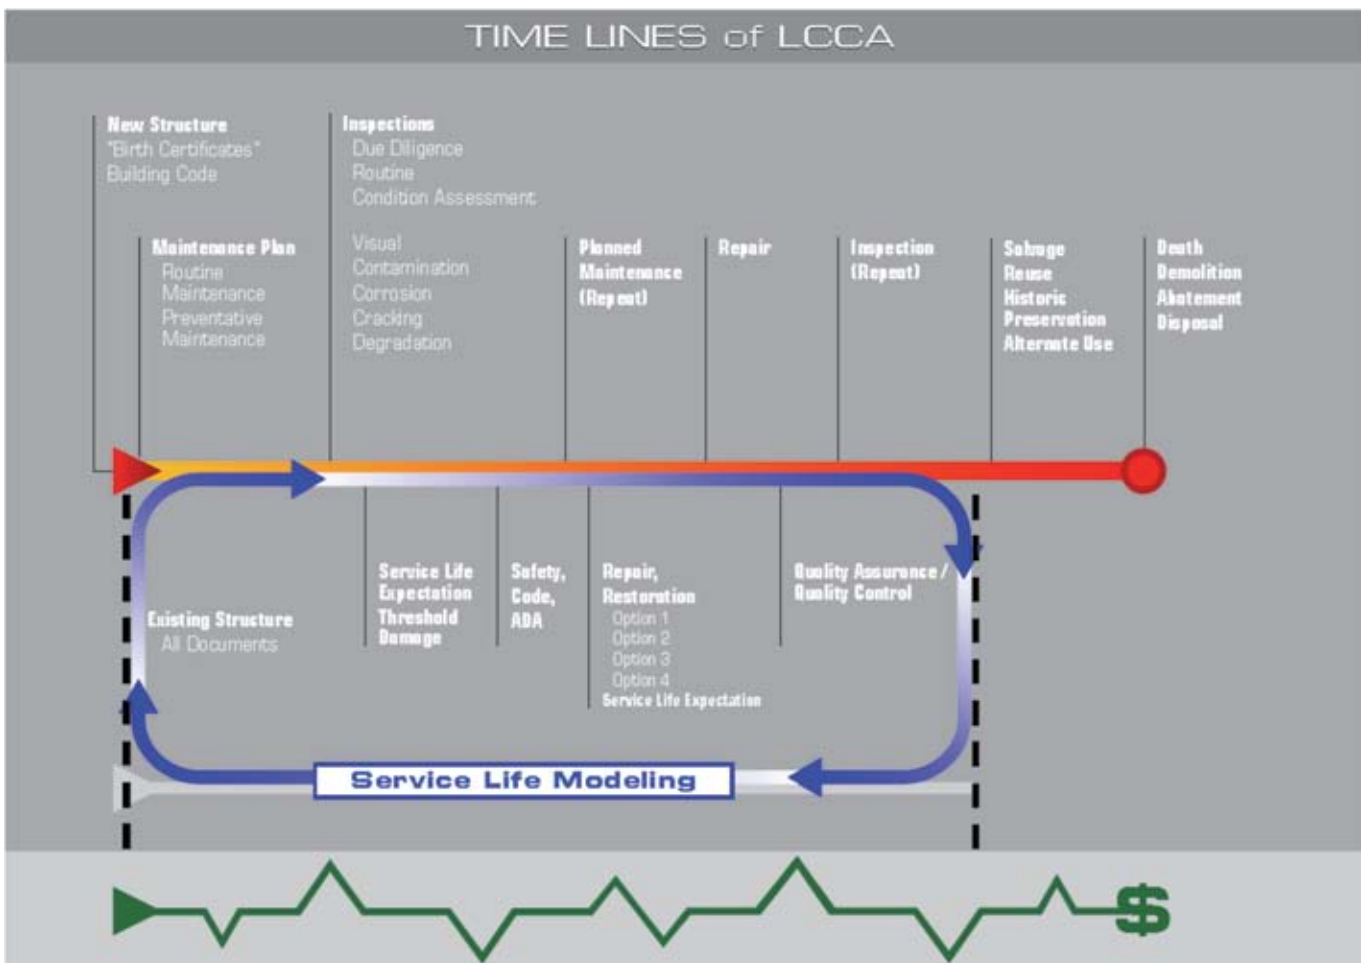 TIME LINES of LCCA
New Structure
"Birth Certificates"
Building Code
Inspections
Due Diligence
Routine
Condition Assessment
Visual
Contamination
Corrosion
Cracking
Degradation
Maintenance Plan
Routine
Maintenance
Preventative
Maintenance
Planned
Maintenance
(Repeat)
Repair
Inspection
(Repeat)
Salvage
Reuse
Historic
Preservation
Alternate Use
Death
Demolition
Abatement
Disposal
Existing Structure
All Documents
Service Life
Expectation
Threshold
Damage
Safety,
Code,
ADA
Repair,
Restoration
Option 1
Option 2
Option 3
Option 4
Service Life Expectation
Quality Assurance /
Quality Control
Service Life Modeling
$